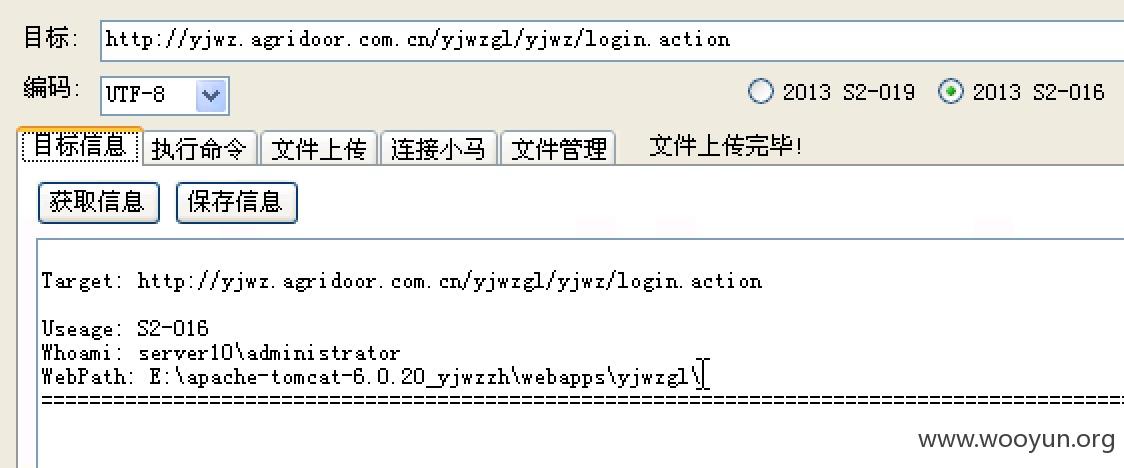 目标: http://yjwz.agridoor.com.cn/yjwzgl/yjwz/login.action
编码: UTF-8 2013 S2-019 2013 S2-016
目标信息 执行命令 文件上传 连接小马 文件管理 文件上传完毕!
获取信息 保存信息
Target: http://yjwz.agridoor.com.cn/yjwzgl/yjwz/login.action
Useage: S2-016
Whoami: server10\administrator
WebPath: E:\apache-tomcat-6.0.20_yjwzzh\webapps\yjwzgl\
================================================================================
www.wooyun.org